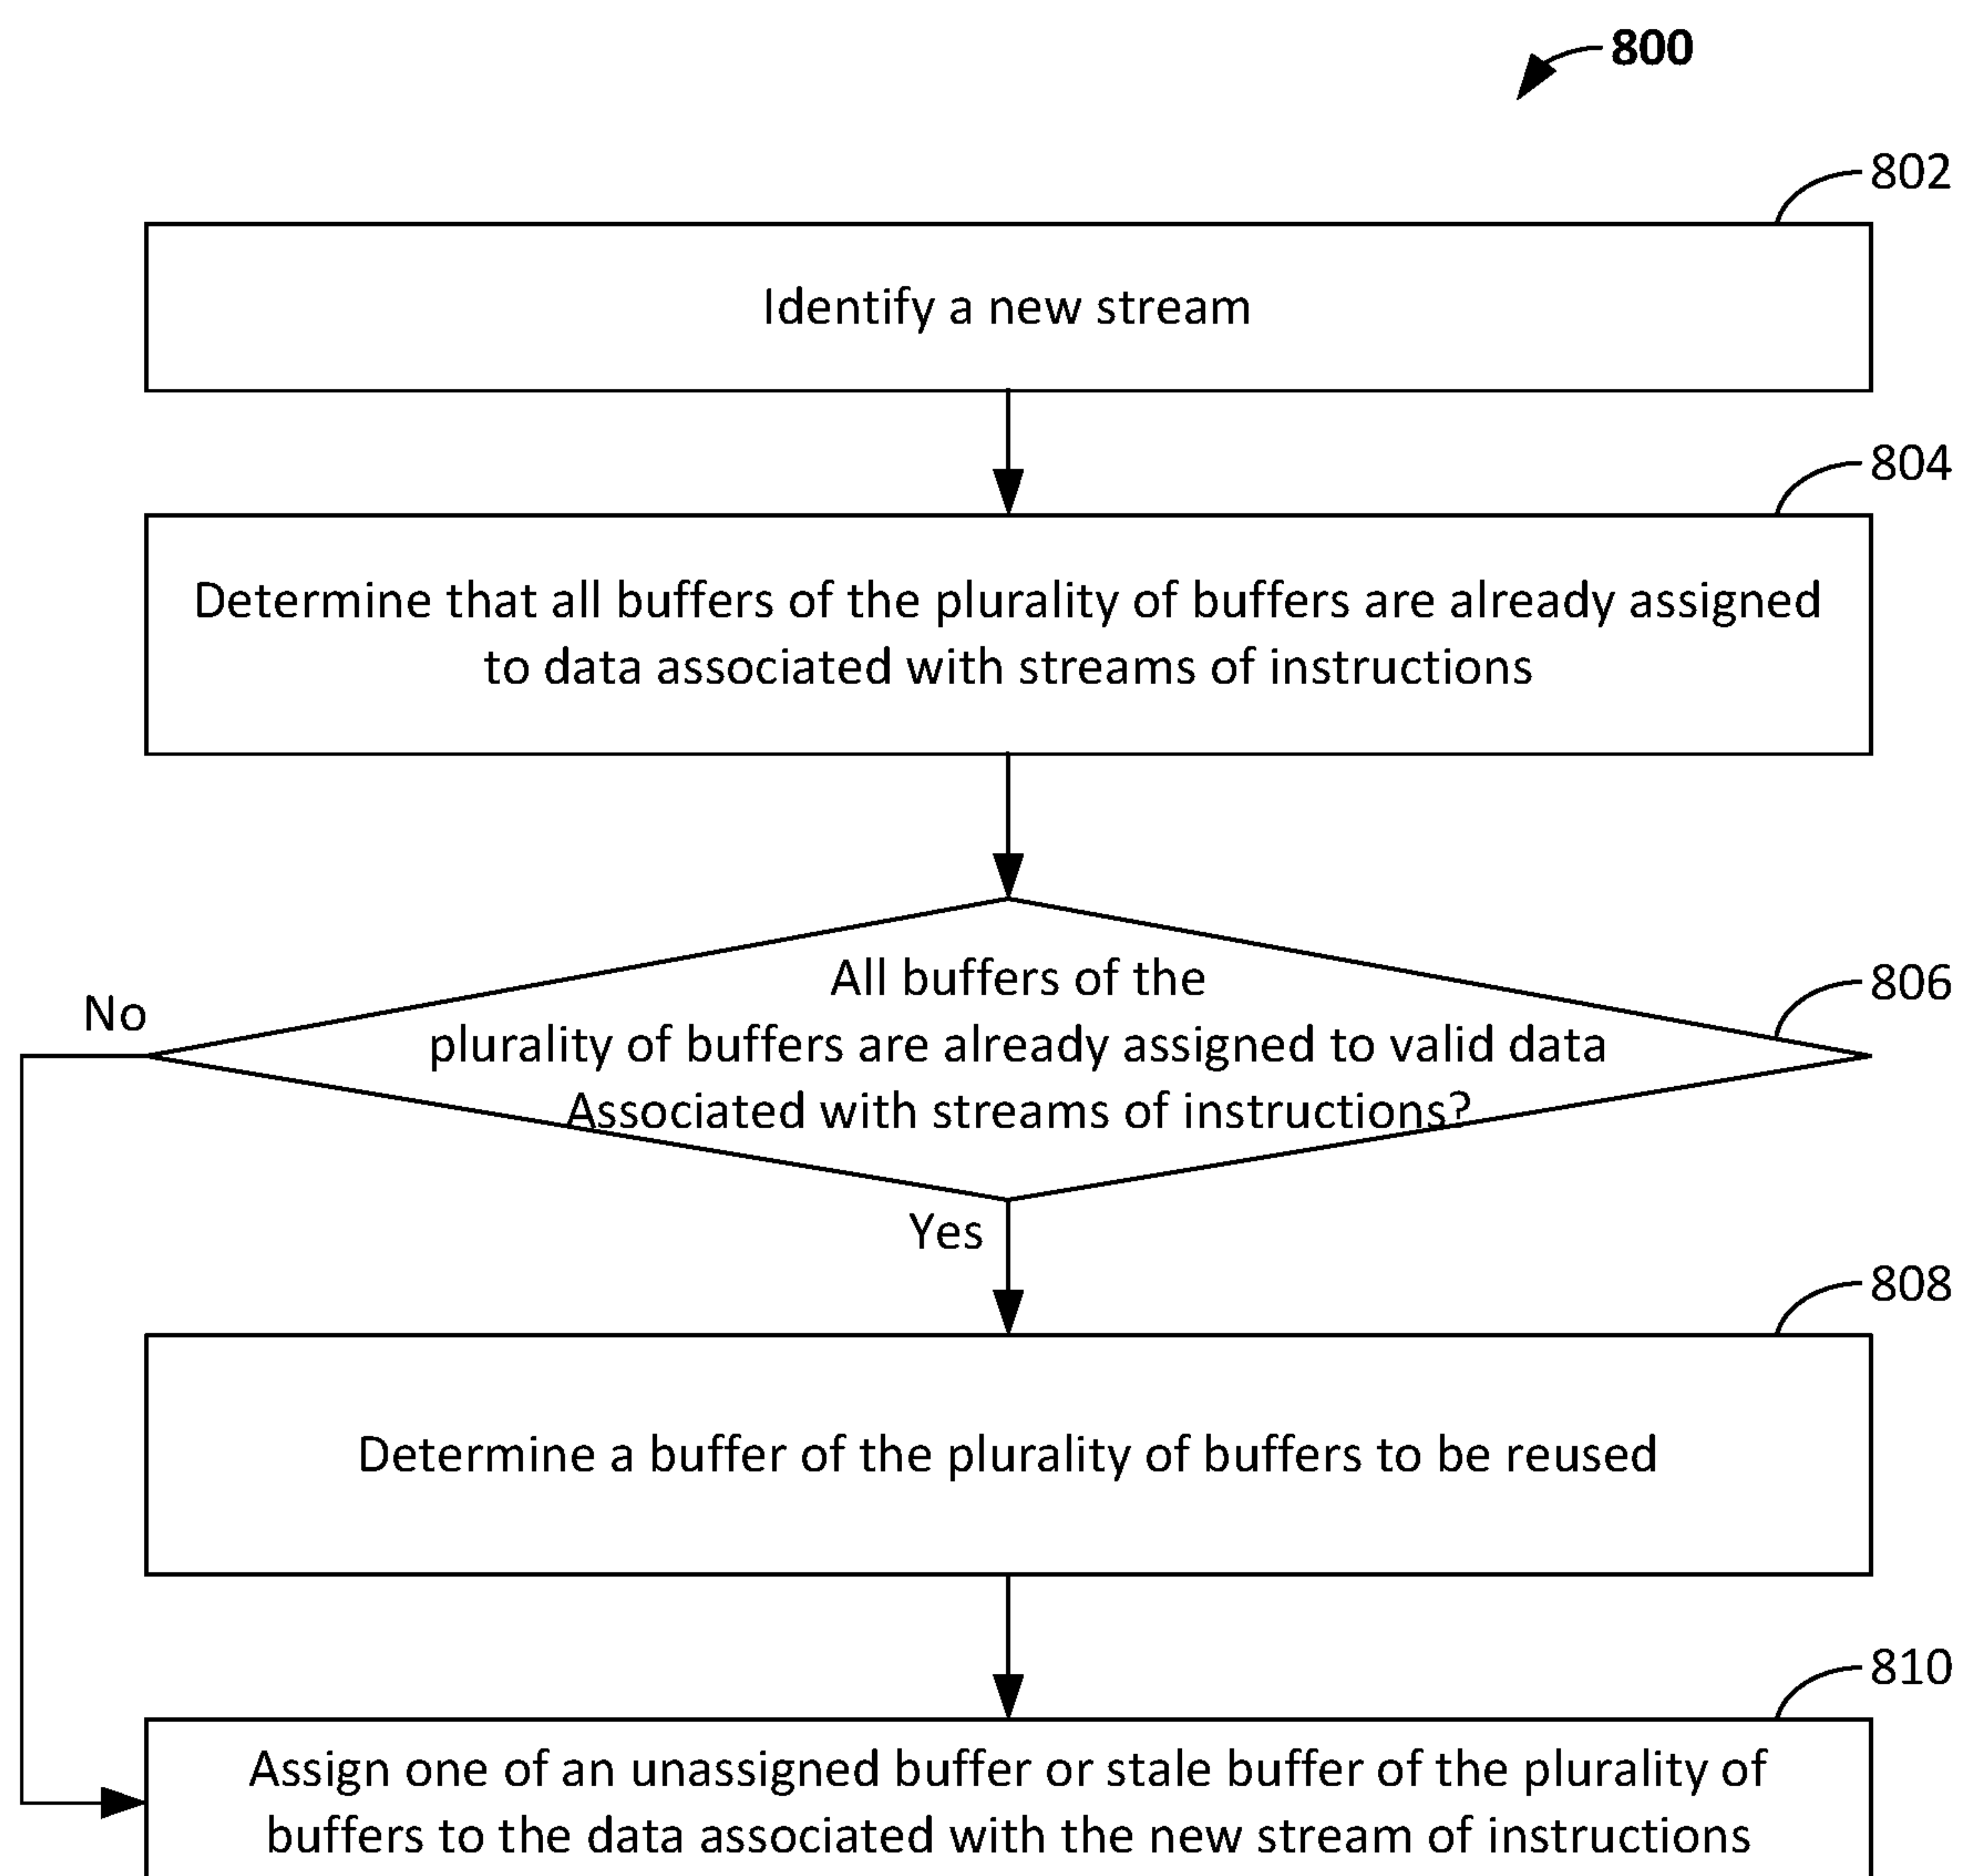 800
802
Identify a new stream
804
Determine that all buffers of the plurality of buffers are already assigned
to data associated with streams of instructions
806
No
All buffers of the
plurality of buffers are already assigned to valid data
Associated with streams of instructions?
Yes
808
Determine a buffer of the plurality of buffers to be reused
810
Assign one of an unassigned buffer or stale buffer of the plurality of
buffers to the data associated with the new stream of instructions